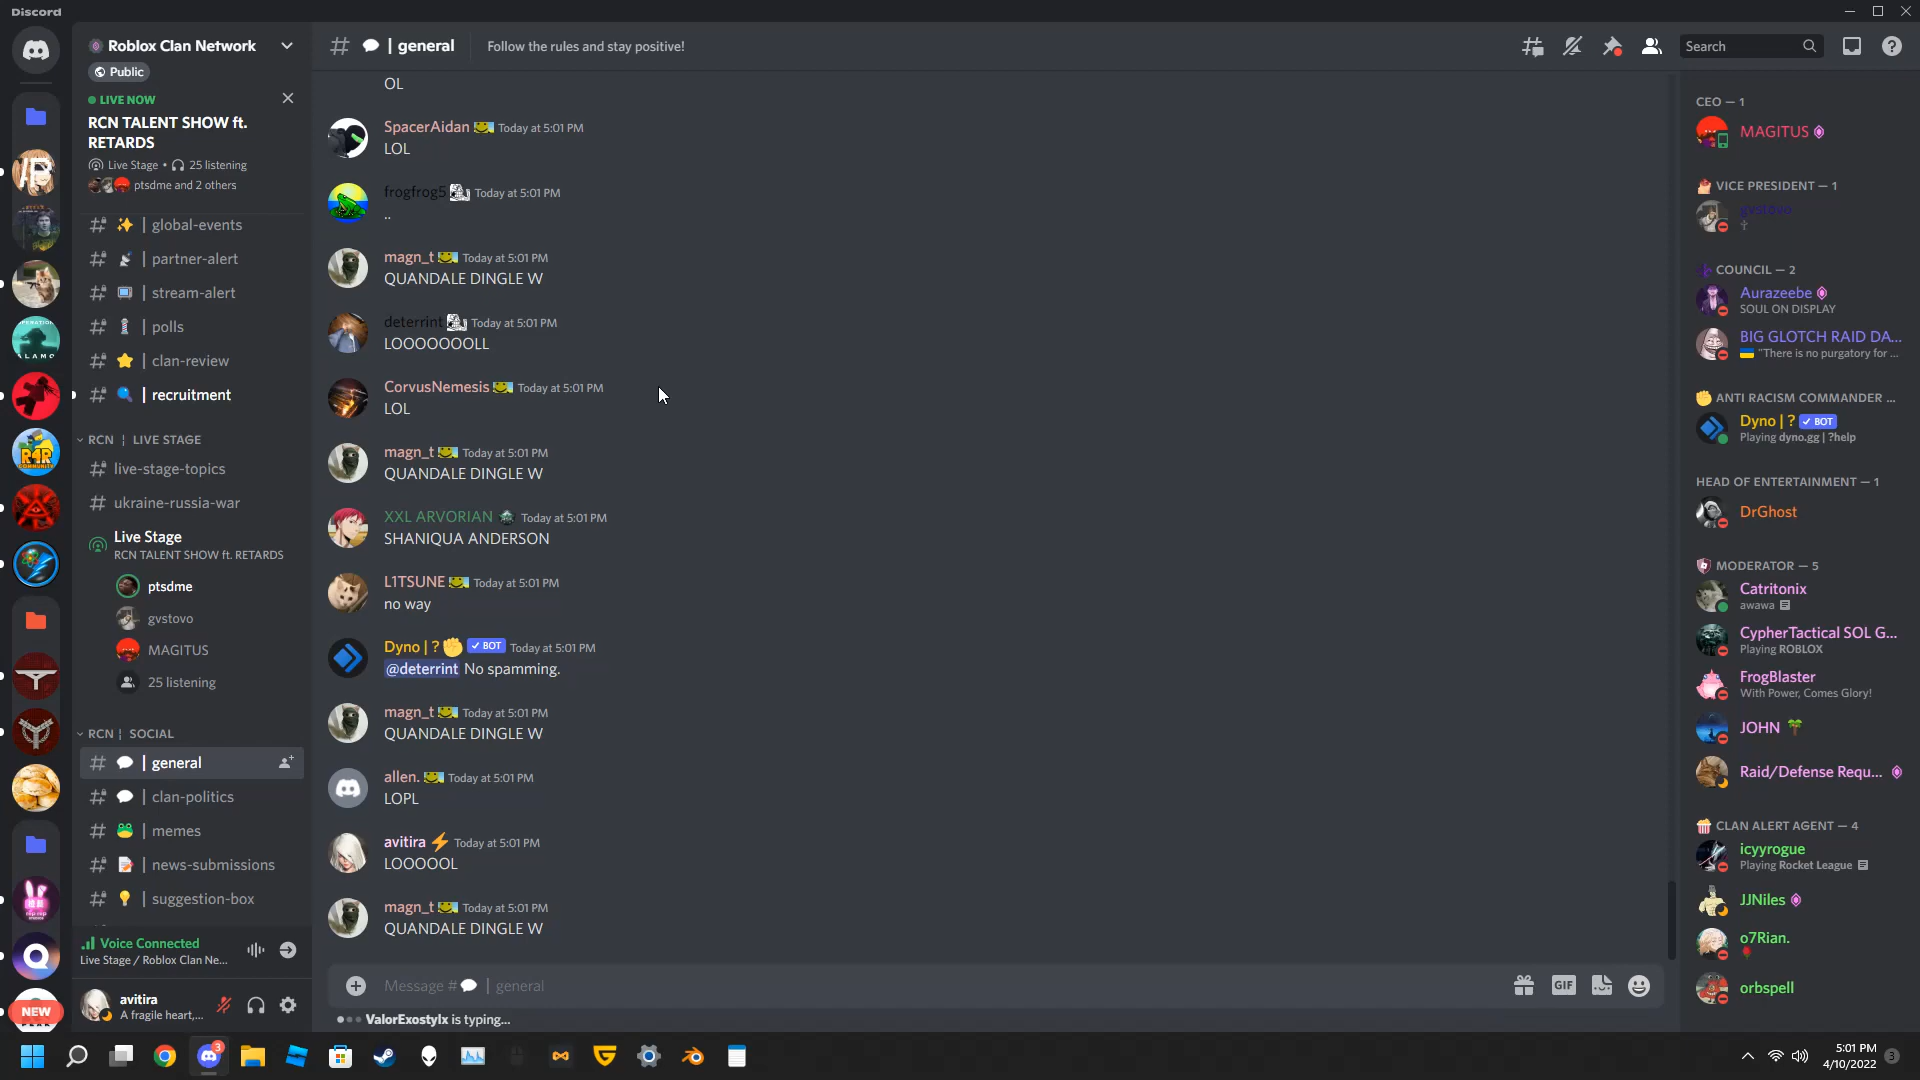 Discord
Roblox Clan Network
Public
LIVE NOW
RCN TALENT SHOW ft.
RETARDS
Live Stage • 25 listening
ptsdme and 2 others
global-events
partner-alert
stream-alert
polls
clan-review
recruitment
RCN | LIVE STAGE
live-stage-topics
ukraine-russia-war
Live Stage
RCN TALENT SHOW ft. RETARDS
ptsdme
gvstovo
MAGITUS
25 listening
RCN | SOCIAL
| general
| clan-politics
| memes
| news-submissions
| suggestion-box
Voice Connected
Live Stage / Roblox Clan Ne...
avitira
A fragile heart,...
NEW
OPERATION
ALAMO
R4R
COMMUNITY
# | general
Follow the rules and stay positive!
Search
OL
SpacerAidan Today at 5:01 PM
LOL
frogfrog5 Today at 5:01 PM
..
magn_t Today at 5:01 PM
QUANDALE DINGLE W
deterrint Today at 5:01 PM
LOOOOOOOLL
CorvusNemesis Today at 5:01 PM
LOL
magn_t Today at 5:01 PM
QUANDALE DINGLE W
XXL ARVORIAN Today at 5:01 PM
SHANIQUA ANDERSON
L1TSUNE Today at 5:01 PM
no way
Dyno | ? BOT Today at 5:01 PM
@deterrint No spamming.
magn_t Today at 5:01 PM
QUANDALE DINGLE W
allen. Today at 5:01 PM
LOPL
avitira Today at 5:01 PM
LOOOOOL
magn_t Today at 5:01 PM
QUANDALE DINGLE W
Message # | general
GIF
ValorExostylx is typing...
CEO — 1
MAGITUS
VICE PRESIDENT — 1
gvstovo
COUNCIL — 2
Aurazeebe
SOUL ON DISPLAY
BIG GLOTCH RAID DA...
"There is no purgatory for ...
ANTI RACISM COMMANDER ...
Dyno | ? BOT
Playing dyno.gg | ?help
HEAD OF ENTERTAINMENT — 1
DrGhost
MODERATOR — 5
Catritonix
awawa
CypherTactical SOL G...
Playing ROBLOX
FrogBlaster
With Power, Comes Glory!
JOHN
Raid/Defense Requ...
CLAN ALERT AGENT — 4
icyyrogue
Playing Rocket League
JJNiles
o7Rian.
orbspell
3
5:01 PM
4/10/2022
3